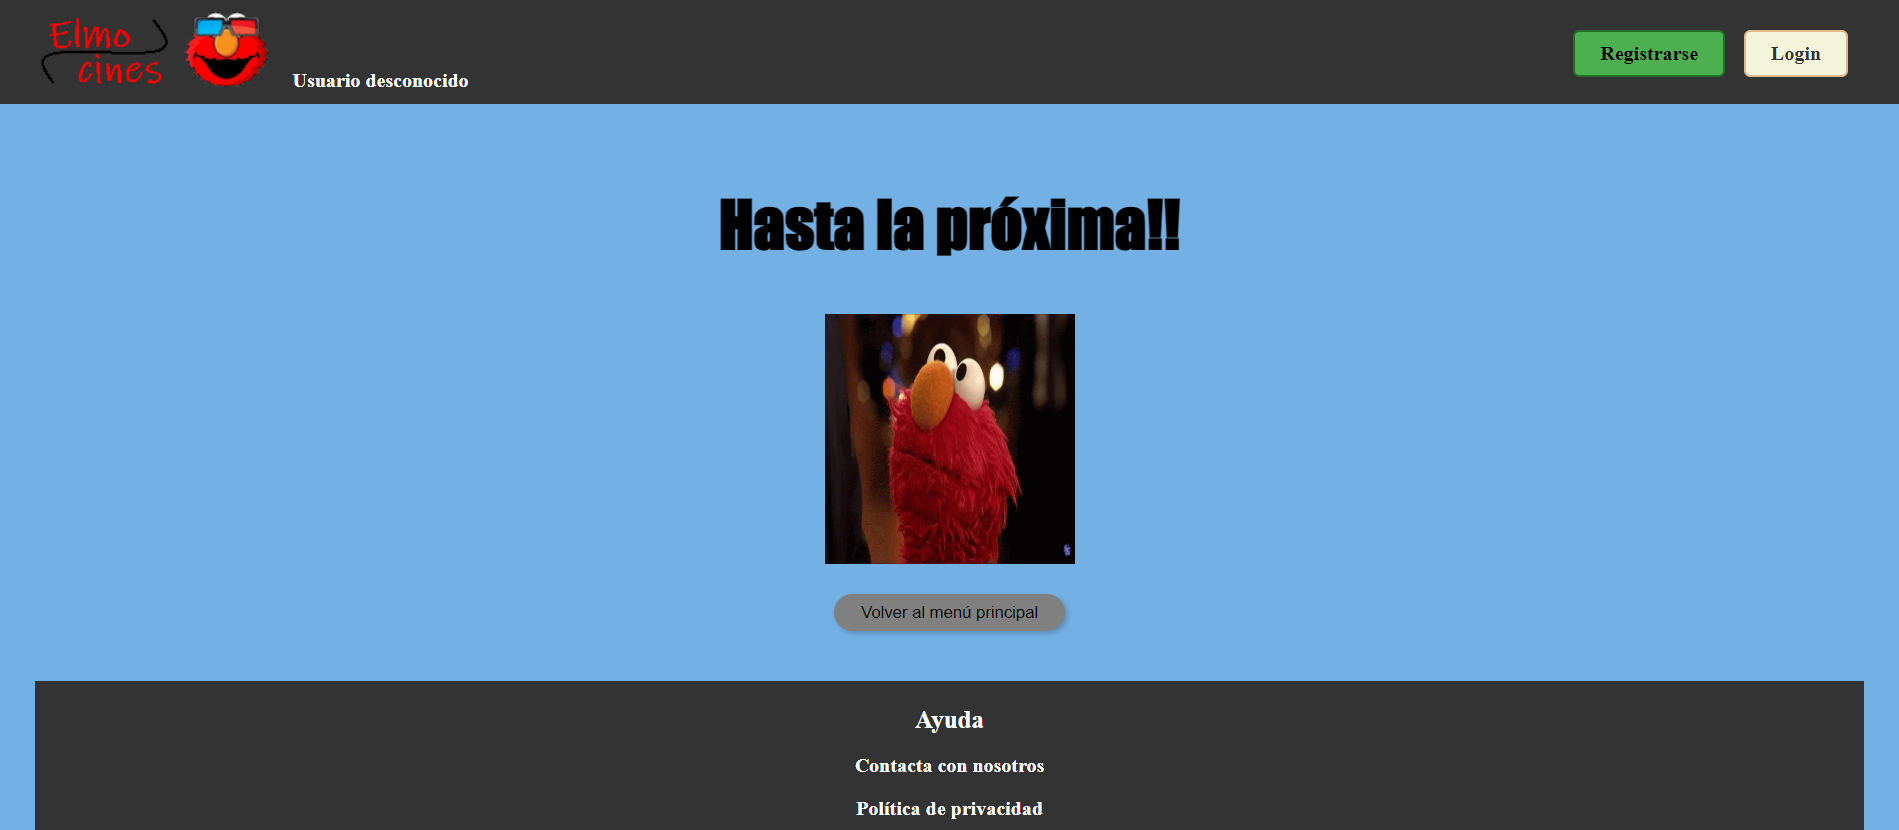 Elmo
cines
Usuario desconocido
Registrarse
Login
Hasta la próxima!!
Volver al menú principal
Ayuda
Contacta con nosotros
Política de privacidad